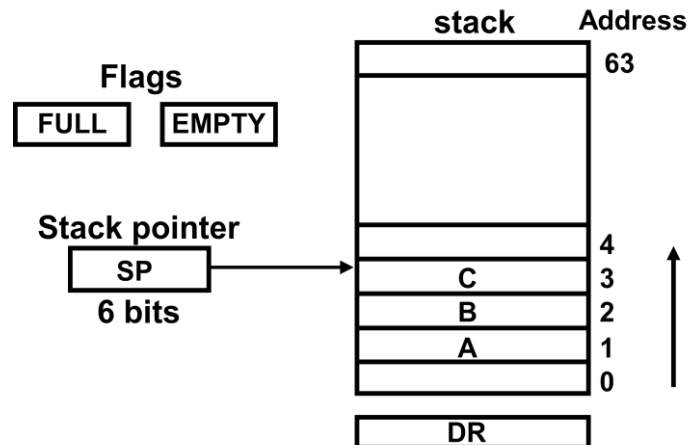 stack Address
63
Flags
FULL EMPTY
4
Stack pointer
SP
C 3
6 bits
B 2
A 1
0
DR